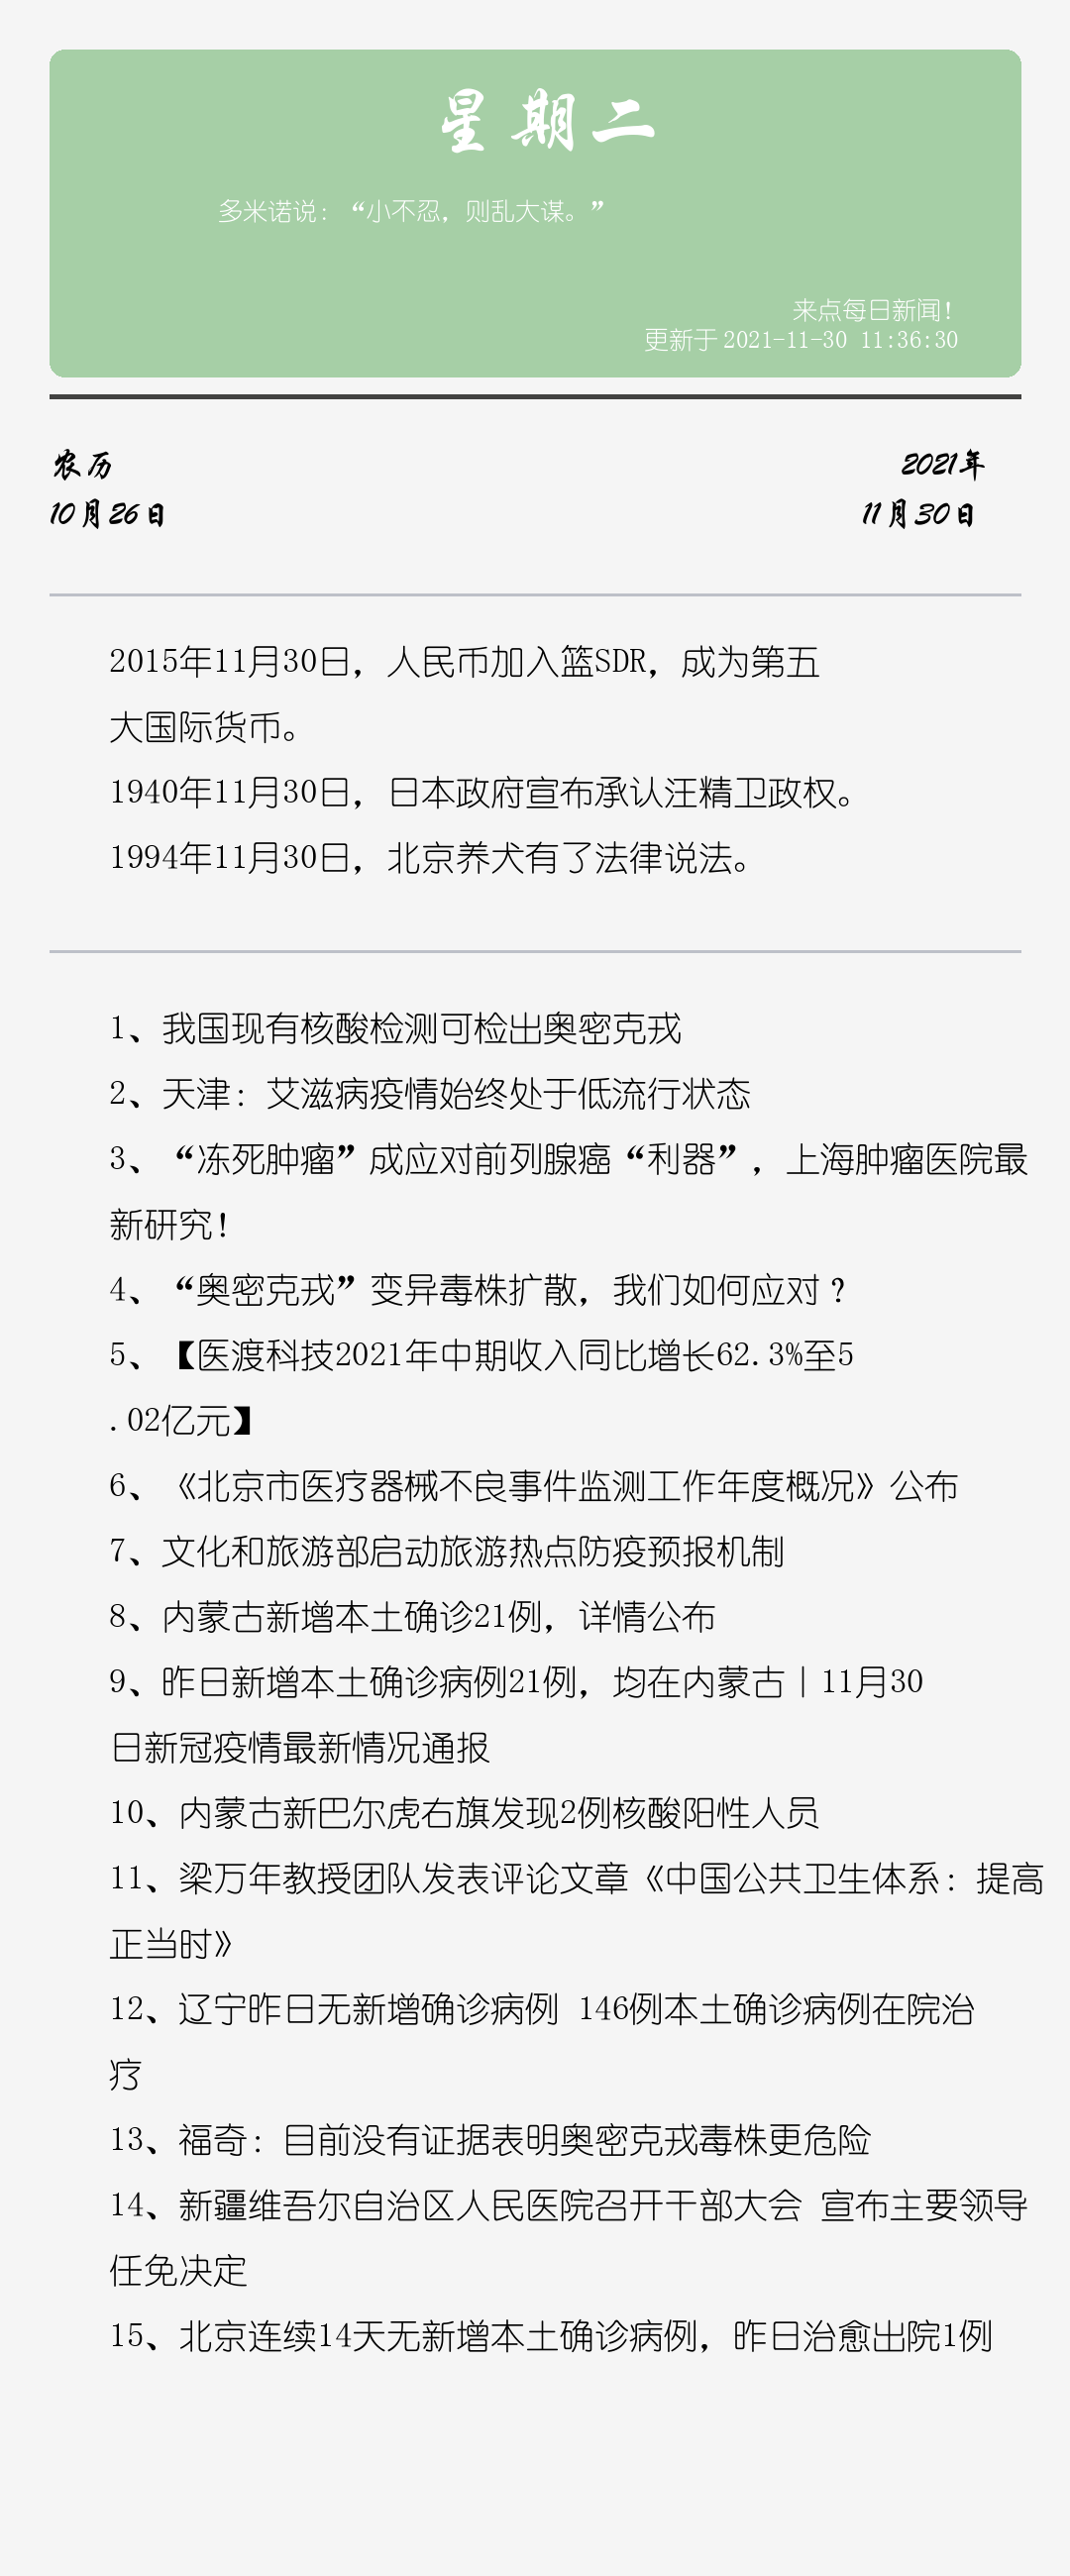 星期二
多米诺说：“小不忍，则乱大谋。”
来点每日新闻！
更新于 2021-11-30 11:36:30
农历
2021年
10月26日
11月30日
2015年11月30日，人民币加入篮SDR，成为第五
大国际货币。
1940年11月30日，日本政府宣布承认汪精卫政权。
1994年11月30日，北京养犬有了法律说法。
1、我国现有核酸检测可检出奥密克戎
2、天津：艾滋病疫情始终处于低流行状态
3、“冻死肿瘤”成应对前列腺癌“利器”，上海肿瘤医院最
新研究！
4、“奥密克戎”变异毒株扩散，我们如何应对？
5、【医渡科技2021年中期收入同比增长62.3%至5
.02亿元】
6、《北京市医疗器械不良事件监测工作年度概况》公布
7、文化和旅游部启动旅游热点防疫预报机制
8、内蒙古新增本土确诊21例，详情公布
9、昨日新增本土确诊病例21例，均在内蒙古丨11月30
日新冠疫情最新情况通报
10、内蒙古新巴尔虎右旗发现2例核酸阳性人员
11、梁万年教授团队发表评论文章《中国公共卫生体系：提高
正当时》
12、辽宁昨日无新增确诊病例 146例本土确诊病例在院治
疗
13、福奇：目前没有证据表明奥密克戎毒株更危险
14、新疆维吾尔自治区人民医院召开干部大会 宣布主要领导
任免决定
15、北京连续14天无新增本土确诊病例，昨日治愈出院1例